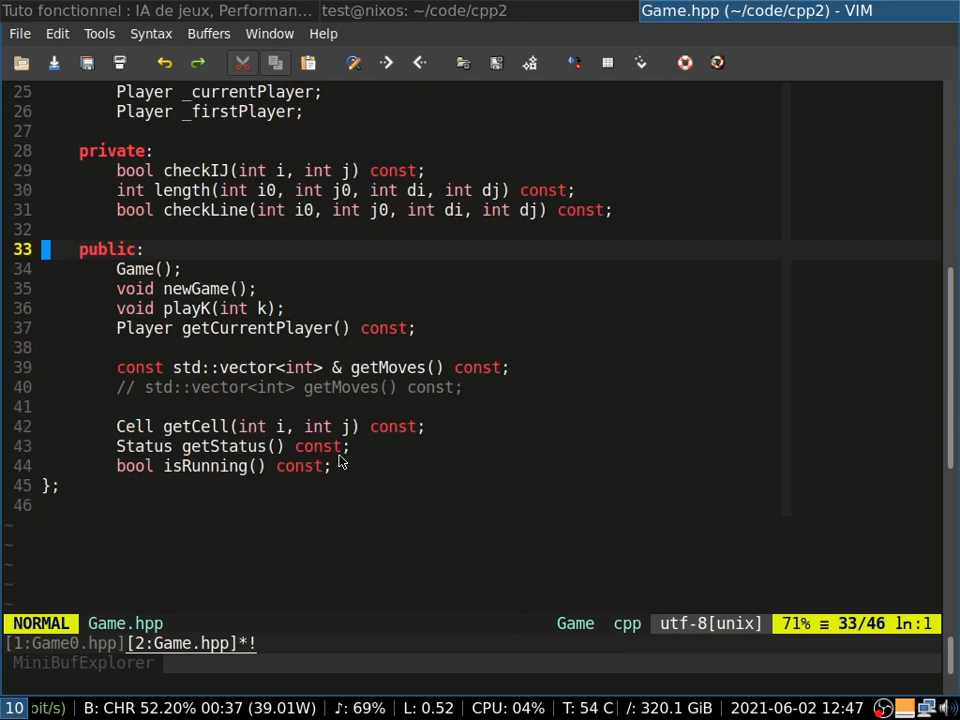 Tuto fonctionnel : IA de jeux, Performan... test@nixos: ~/code/cpp2 Game.hpp (~/code/cpp2) - VIM
File Edit Tools Syntax Buffers Window Help
25 Player _currentPlayer;
26 Player _firstPlayer;
27
28 private:
29 bool checkIJ(int i, int j) const;
30 int length(int i0, int j0, int di, int dj) const;
31 bool checkLine(int i0, int j0, int di, int dj) const;
32
33 public:
34 Game();
35 void newGame();
36 void playK(int k);
37 Player getCurrentPlayer() const;
38
39 const std::vector<int> & getMoves() const;
40 // std::vector<int> getMoves() const;
41
42 Cell getCell(int i, int j) const;
43 Status getStatus() const;
44 bool isRunning() const;
45 };
46
~
~
~
~
~
NORMAL Game.hpp Game cpp utf-8[unix] 71% ≡ 33/46 ln:1
[1:Game0.hpp][2:Game.hpp]*!
MiniBufExplorer
10 bit/s) B: CHR 52.20% 00:37 (39.01W) ♪: 69% L: 0.52 CPU: 04% T: 54 C /: 320.1 GiB 2021-06-02 12:47